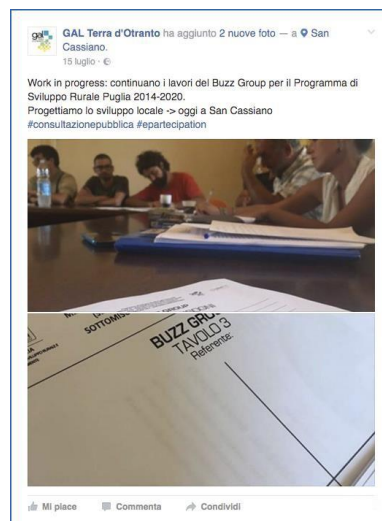 gal
GAL Terra d'Otranto ha aggiunto 2 nuove foto — a San
Cassiano.
15 luglio ·
Work in progress: continuano i lavori del Buzz Group per il Programma di
Sviluppo Rurale Puglia 2014-2020.
Progettiamo lo sviluppo locale -> oggi a San Cassiano
#consultazionepubblica #epartecipation
BUZZ GRO
TAVOLO 3
Referente:
Mi piace Commenta Condividi